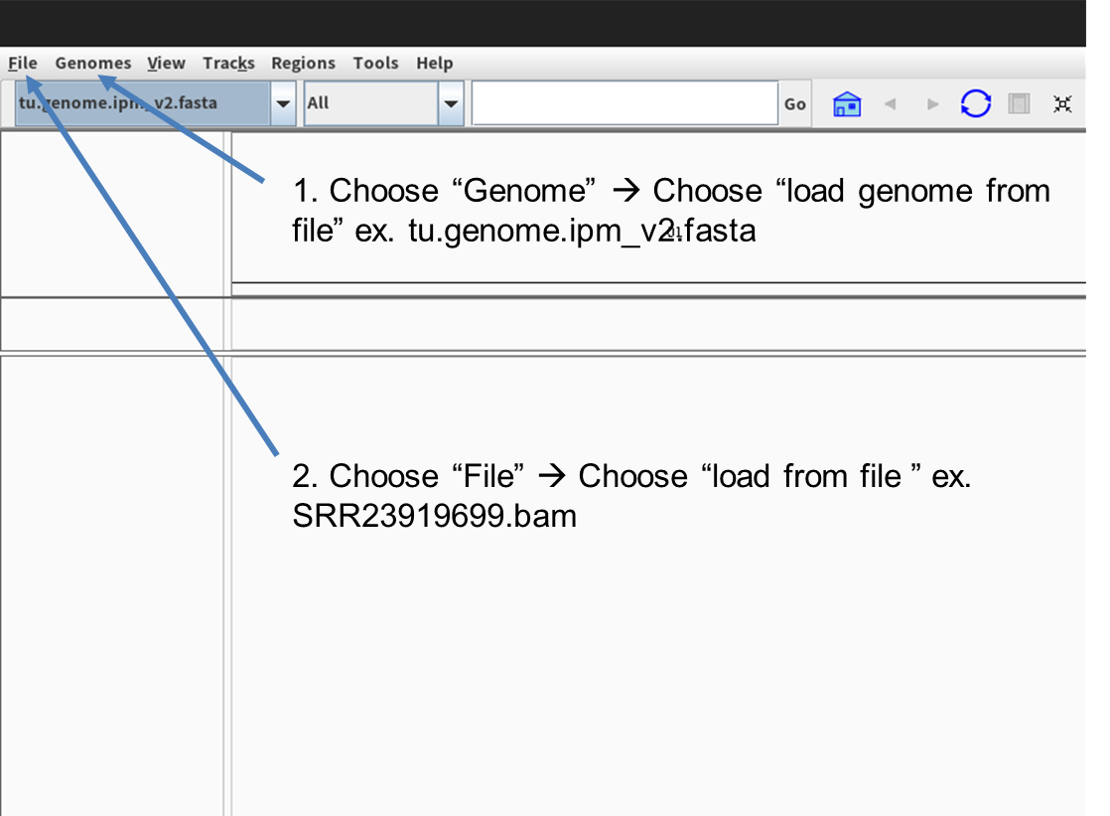 File Genomes View Tracks Regions Tools Help
tu.genome.ipm_v2.fasta All Go
1. Choose “Genome” → Choose “load genome from
file” ex. tu.genome.ipm_v2.fasta
2. Choose “File” → Choose “load from file ” ex.
SRR23919699.bam